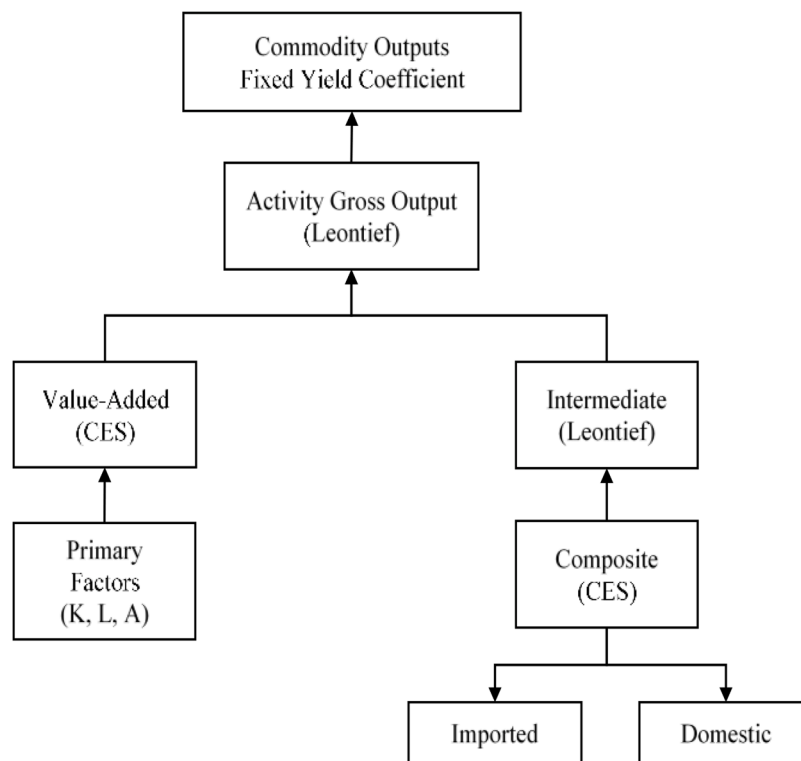 Commodity Outputs
Fixed Yield Coefficient
Activity Gross Output
(Leontief)
Value-Added
(CES)
Intermediate
(Leontief)
Primary
Factors
(K, L, A)
Composite
(CES)
Imported
Domestic